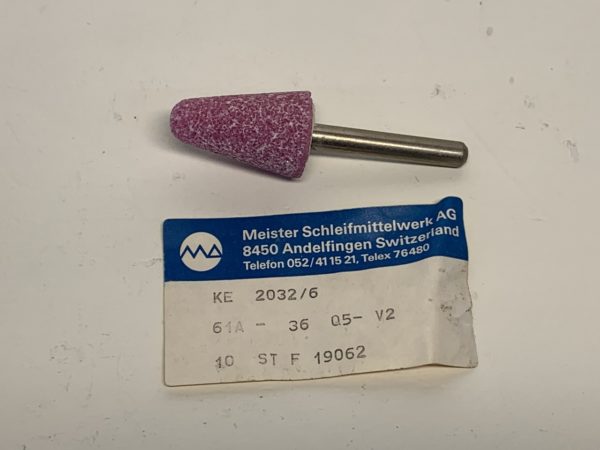 Meister Schleifmittelwerk AG
8450 Andelfingen Switzerland
Telefon 052/41 15 21, Telex 76480
KE 2032/6
61A - 36 Q5- V2
10 ST F 19062